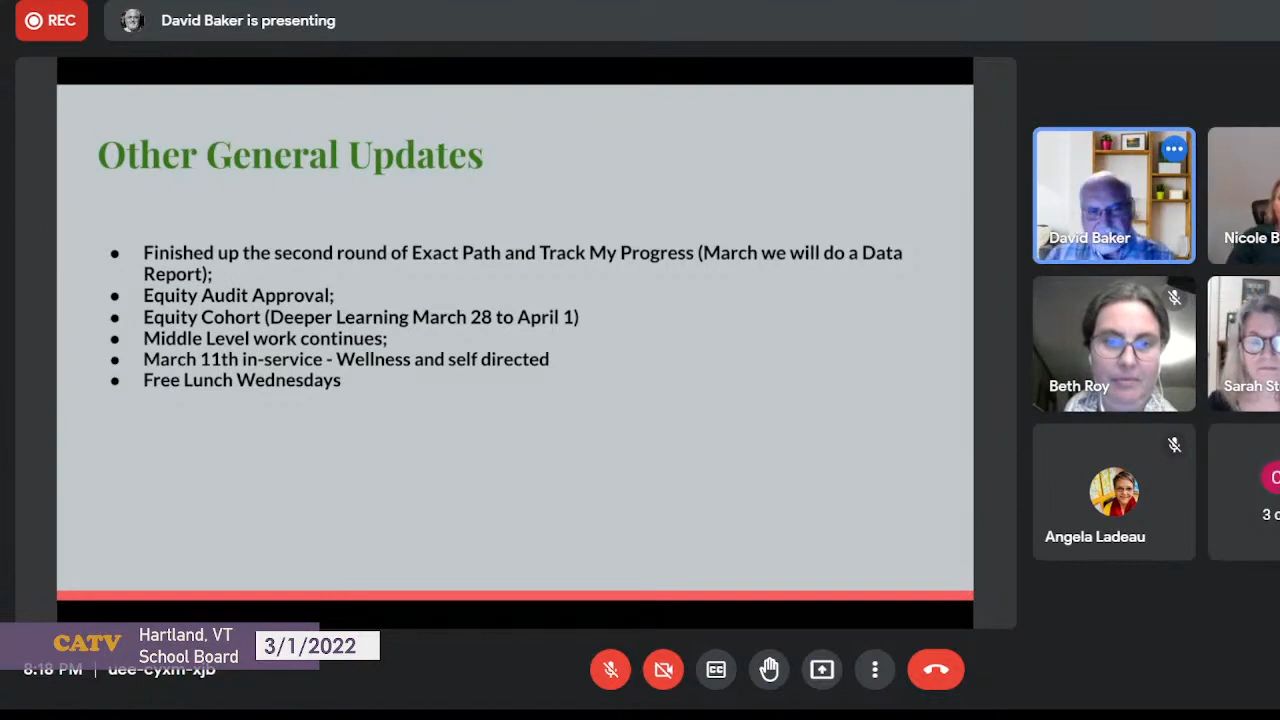 REC
David Baker is presenting
Other General Updates
● Finished up the second round of Exact Path and Track My Progress (March we will do a Data
Report);
● Equity Audit Approval;
● Equity Cohort (Deeper Learning March 28 to April 1)
● Middle Level work continues;
● March 11th in-service - Wellness and self directed
● Free Lunch Wednesdays
David Baker
Nicole B
Beth Roy
Sarah St
Angela Ladeau
3 o
CATV
Hartland, VT
School Board
3/1/2022
8:18 PM | uee-cyxm-xjb
CC